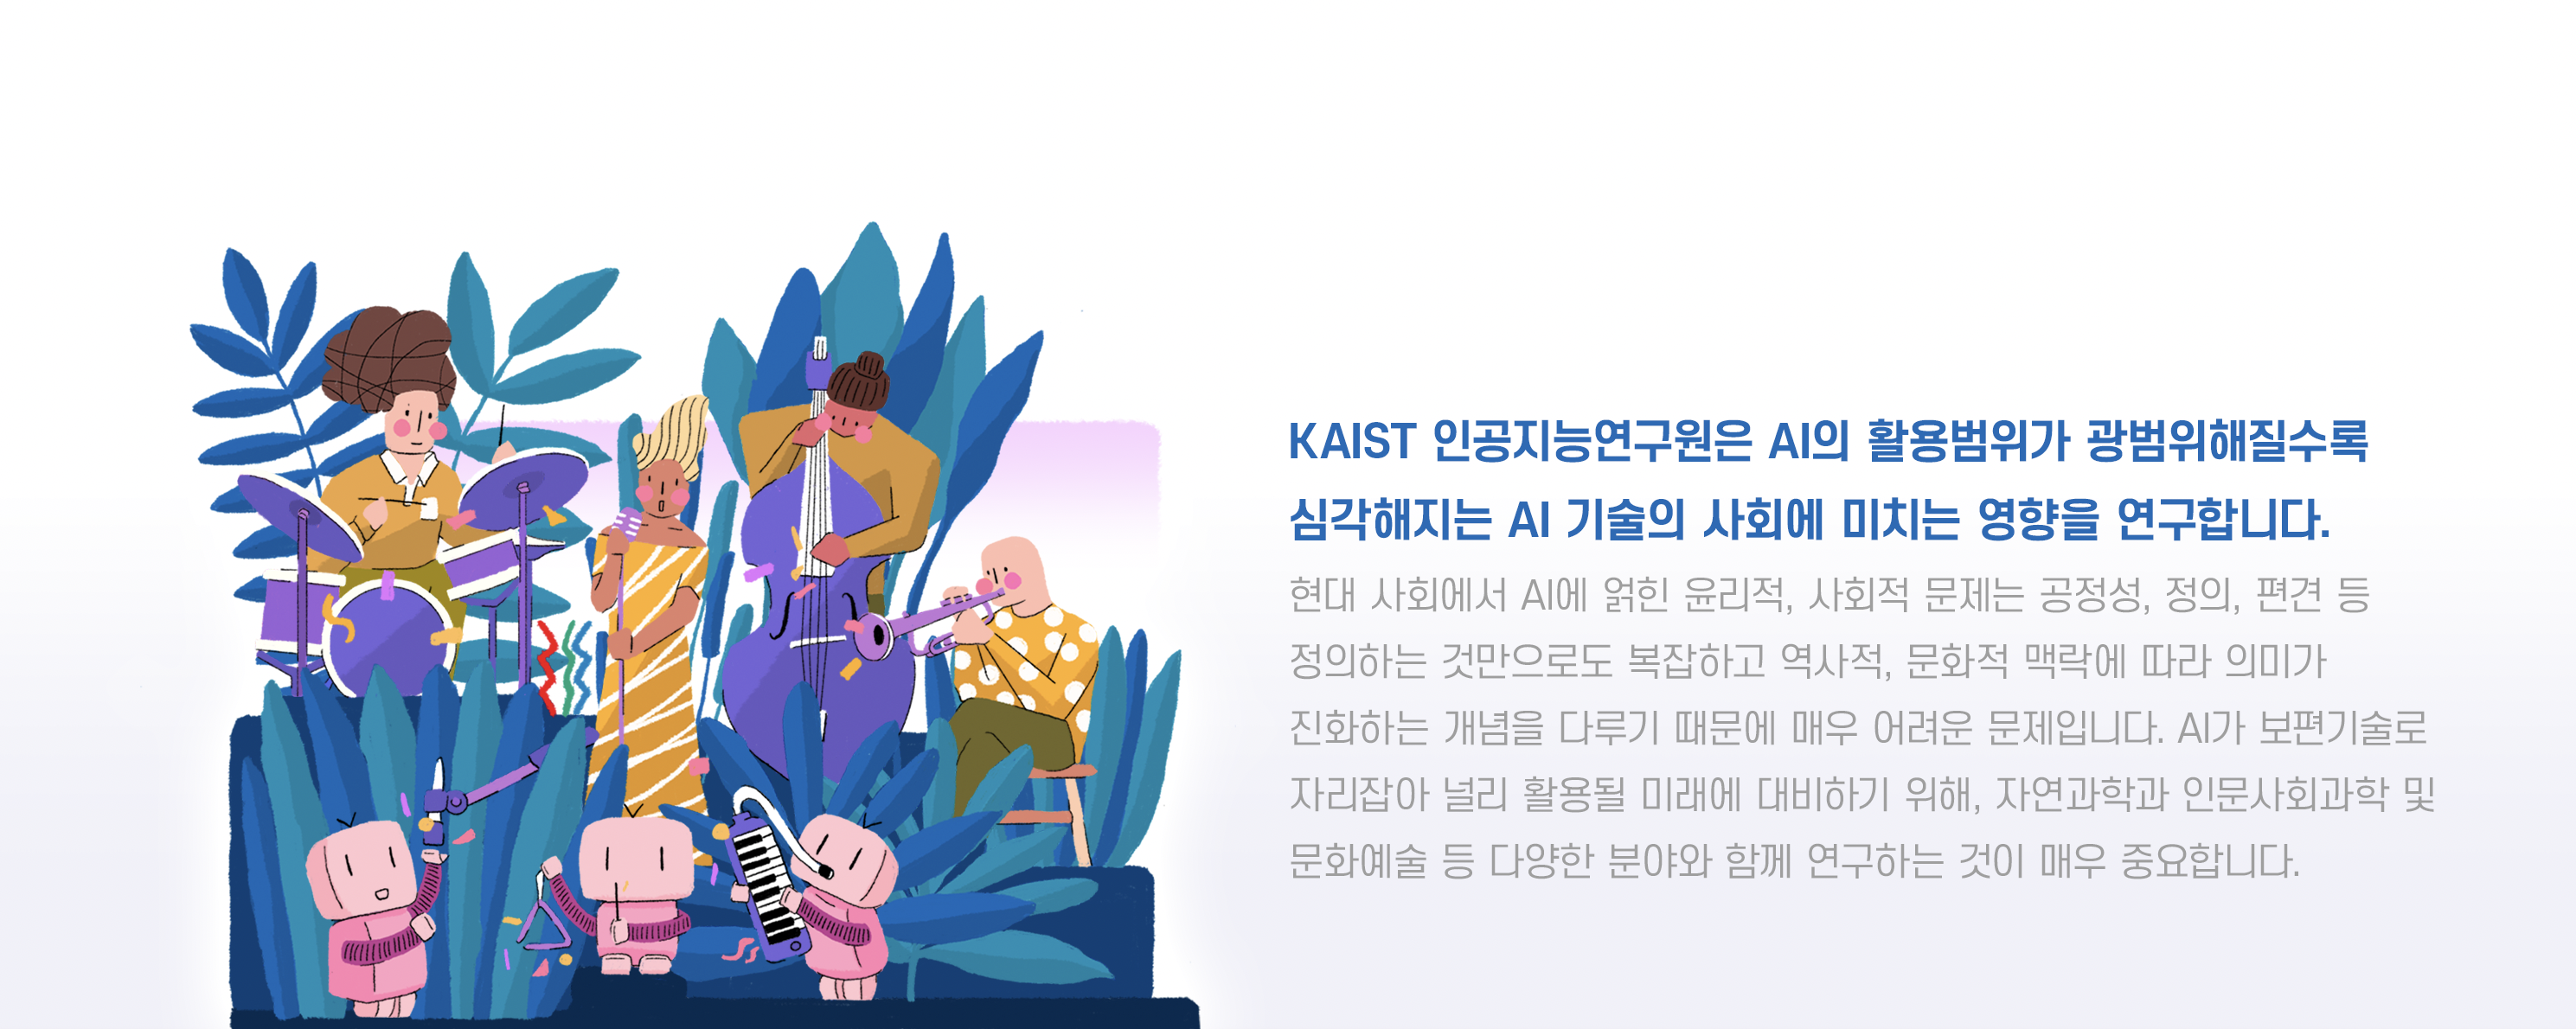 KAIST 인공지능연구원은 AI의 활용범위가 광범위해질수록
심각해지는 AI 기술의 사회에 미치는 영향을 연구합니다.
현대 사회에서 AI에 얽힌 윤리적, 사회적 문제는 공정성, 정의, 편견 등
정의하는 것만으로도 복잡하고 역사적, 문화적 맥락에 따라 의미가
진화하는 개념을 다루기 때문에 매우 어려운 문제입니다. AI가 보편기술로
자리잡아 널리 활용될 미래에 대비하기 위해, 자연과학과 인문사회과학 및
문화예술 등 다양한 분야와 함께 연구하는 것이 매우 중요합니다.